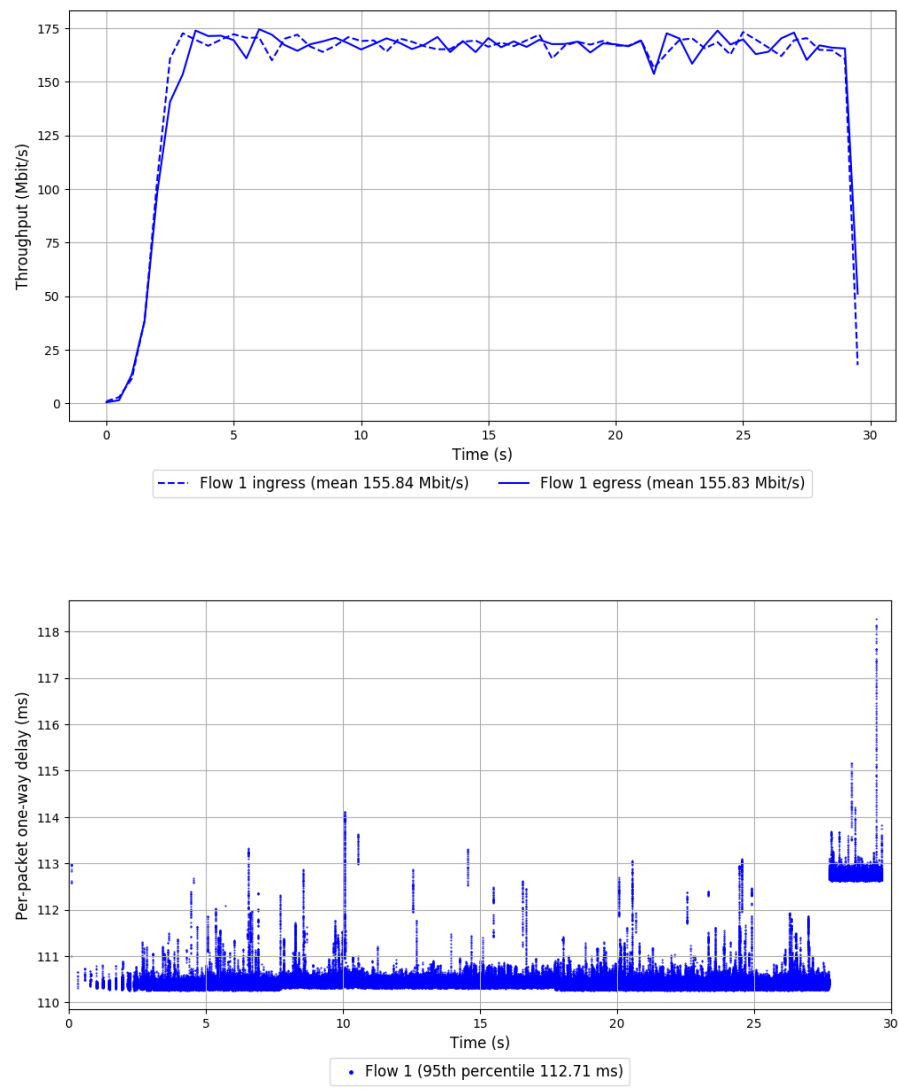 175
150
125
100
75
50
25
0
Throughput (Mbit/s)
0 5 10 15 20 25 30
Time (s)
Flow 1 ingress (mean 155.84 Mbit/s) Flow 1 egress (mean 155.83 Mbit/s)
118
117
116
115
114
113
112
111
110
Per-packet one-way delay (ms)
0 5 10 15 20 25 30
Time (s)
Flow 1 (95th percentile 112.71 ms)